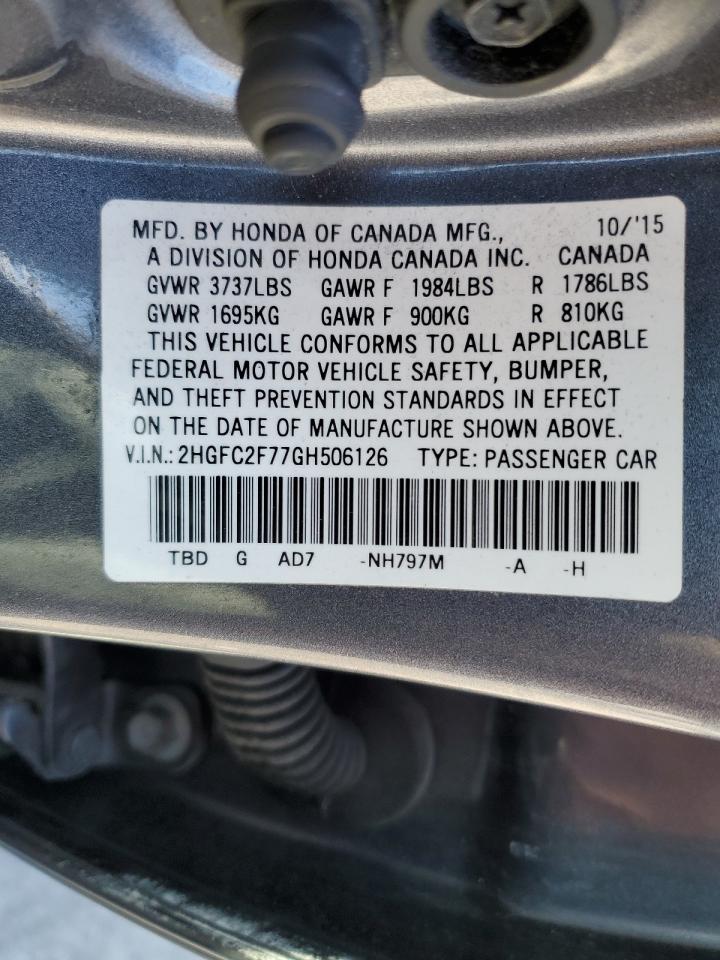 MFD. BY HONDA OF CANADA MFG., 10/'15
A DIVISION OF HONDA CANADA INC. CANADA
GVWR 3737LBS GAWR F 1984LBS R 1786LBS
GVWR 1695KG GAWR F 900KG R 810KG
THIS VEHICLE CONFORMS TO ALL APPLICABLE
FEDERAL MOTOR VEHICLE SAFETY, BUMPER,
AND THEFT PREVENTION STANDARDS IN EFFECT
ON THE DATE OF MANUFACTURE SHOWN ABOVE.
V.I.N.: 2HGFC2F77GH506126 TYPE: PASSENGER CAR
TBD G AD7 -NH797M -A -H